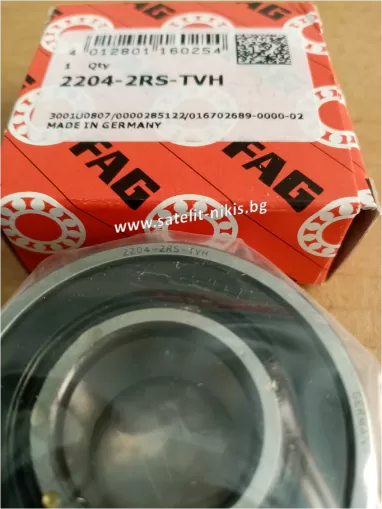 4 012801 160254
1 Qty
2204-2RS-TVH
3001U0807/0000285122/016702689-0000-02
MADE IN GERMANY
FAG
FAG
www.satelit-nikis.bg
2204-2RS-TVH
GERMANY